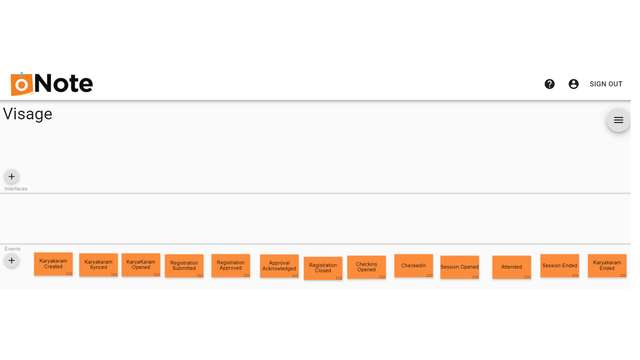 oNote
SIGN OUT
Visage
Interfaces
Events
Karyakaram
Created
Karyakaram
Synced
KaryaKaram
Opened
Registration
Submitted
Registration
Approved
Approval
Acknowledged
Registration
Closed
Checkins
Opened
CheckedIn
Session Opened
Attended
Session Ended
Karyakaram
Ended